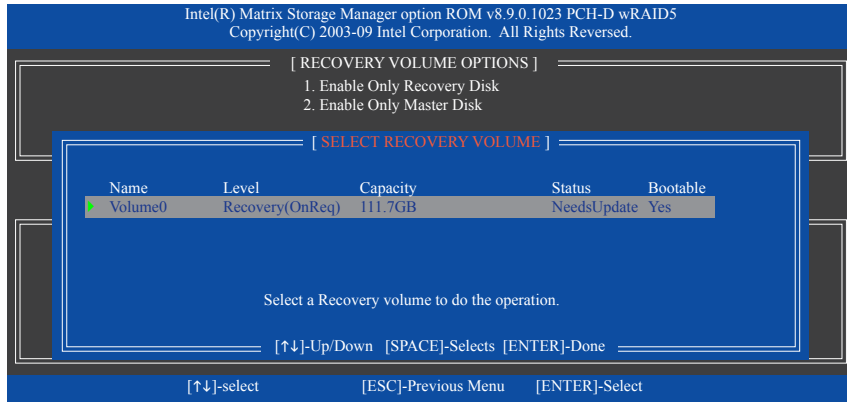 Intel(R) Matrix Storage Manager option ROM v8.9.0.1023 PCH-D wRAID5
Copyright(C) 2003-09 Intel Corporation.  All Rights Reversed.
[ RECOVERY VOLUME OPTIONS ]
1. Enable Only Recovery Disk
2. Enable Only Master Disk
[ SELECT RECOVERY VOLUME ]
Name Level Capacity Status Bootable
Volume0 Recovery(OnReq) 111.7GB NeedsUpdate Yes
Select a Recovery volume to do the operation.
[↑↓]-Up/Down [SPACE]-Selects [ENTER]-Done
[↑↓]-select [ESC]-Previous Menu [ENTER]-Select